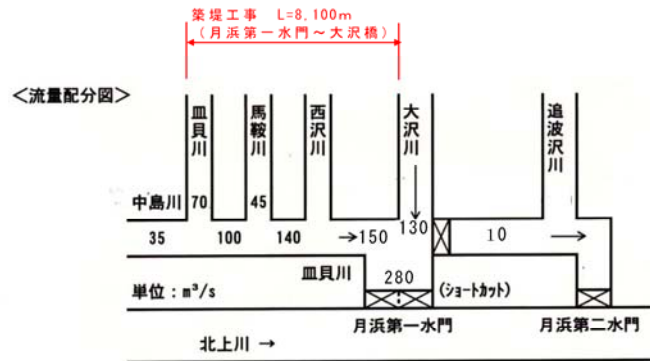 築堤工事 L=8,100m
（月浜第一水門～大沢橋）
＜流量配分図＞
皿貝川
馬鞍川
西沢川
大沢川
追波沢川
中島川
70
45
35
100
140
→150
130
10
→
皿貝川
280
単位：m³/s
(ショートカット)
月浜第一水門
月浜第二水門
北上川 →